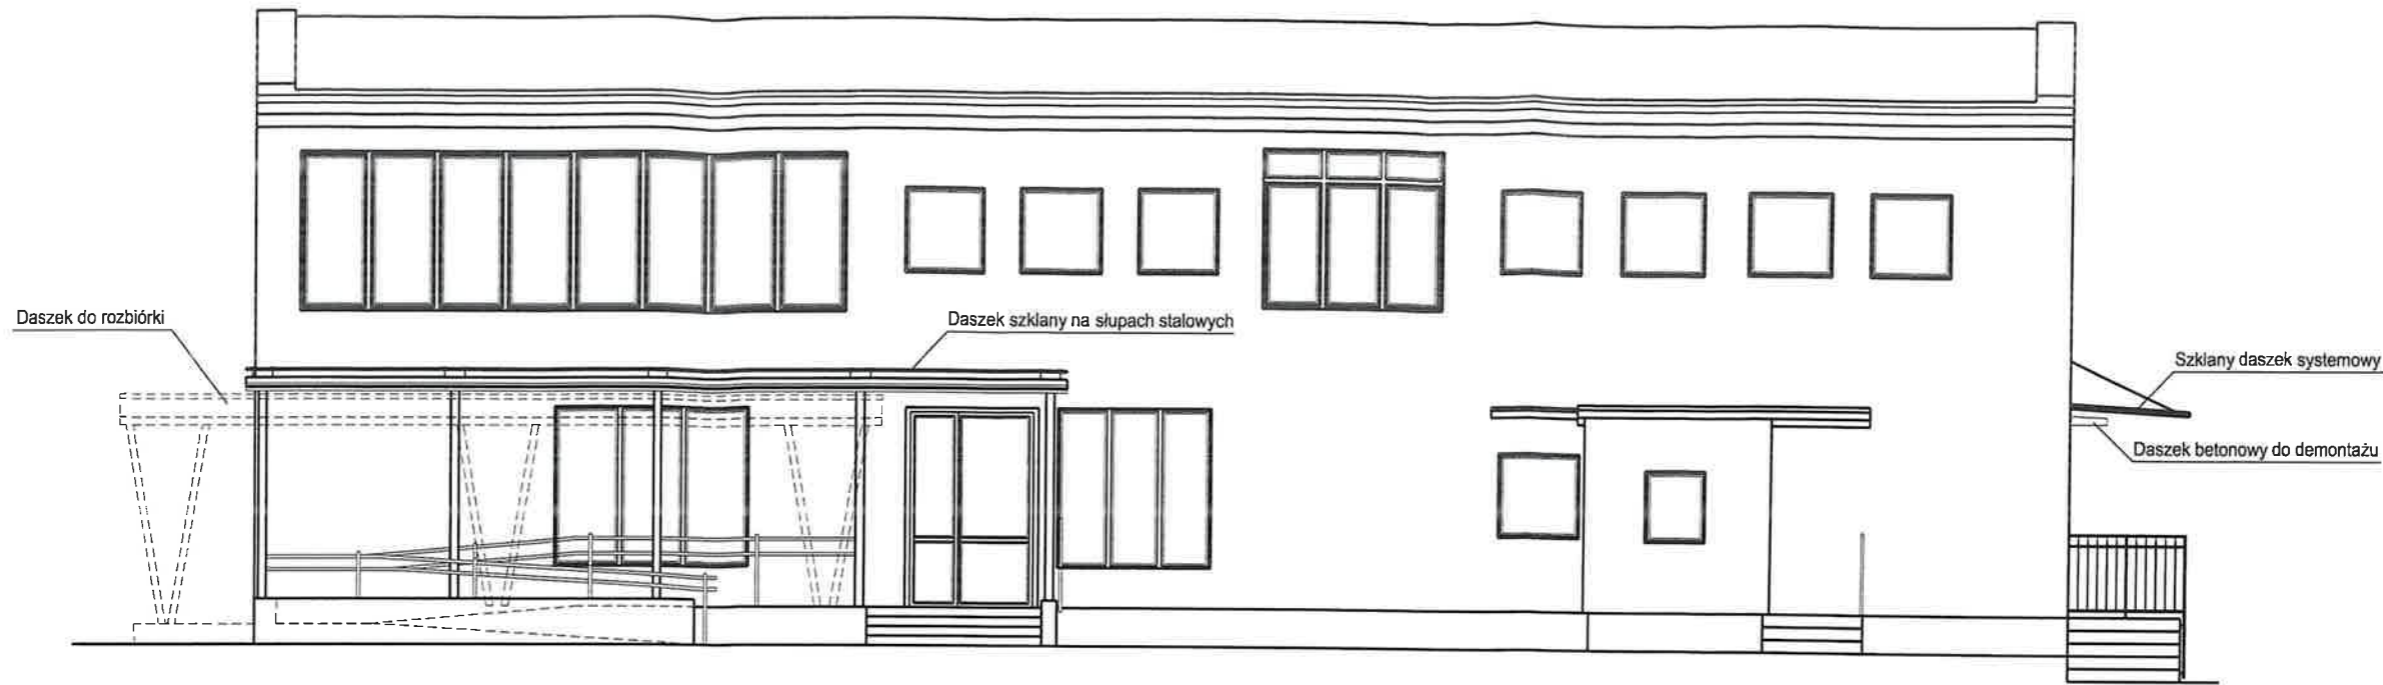 Daszek do rozbiórki
Daszek szklany na słupach stalowych
Szklany daszek systemowy
Daszek betonowy do demontażu